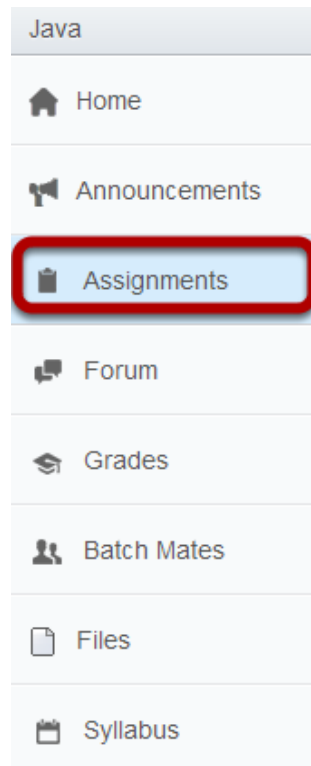 Java
Home
Announcements
Assignments
Forum
Grades
Batch Mates
Files
Syllabus